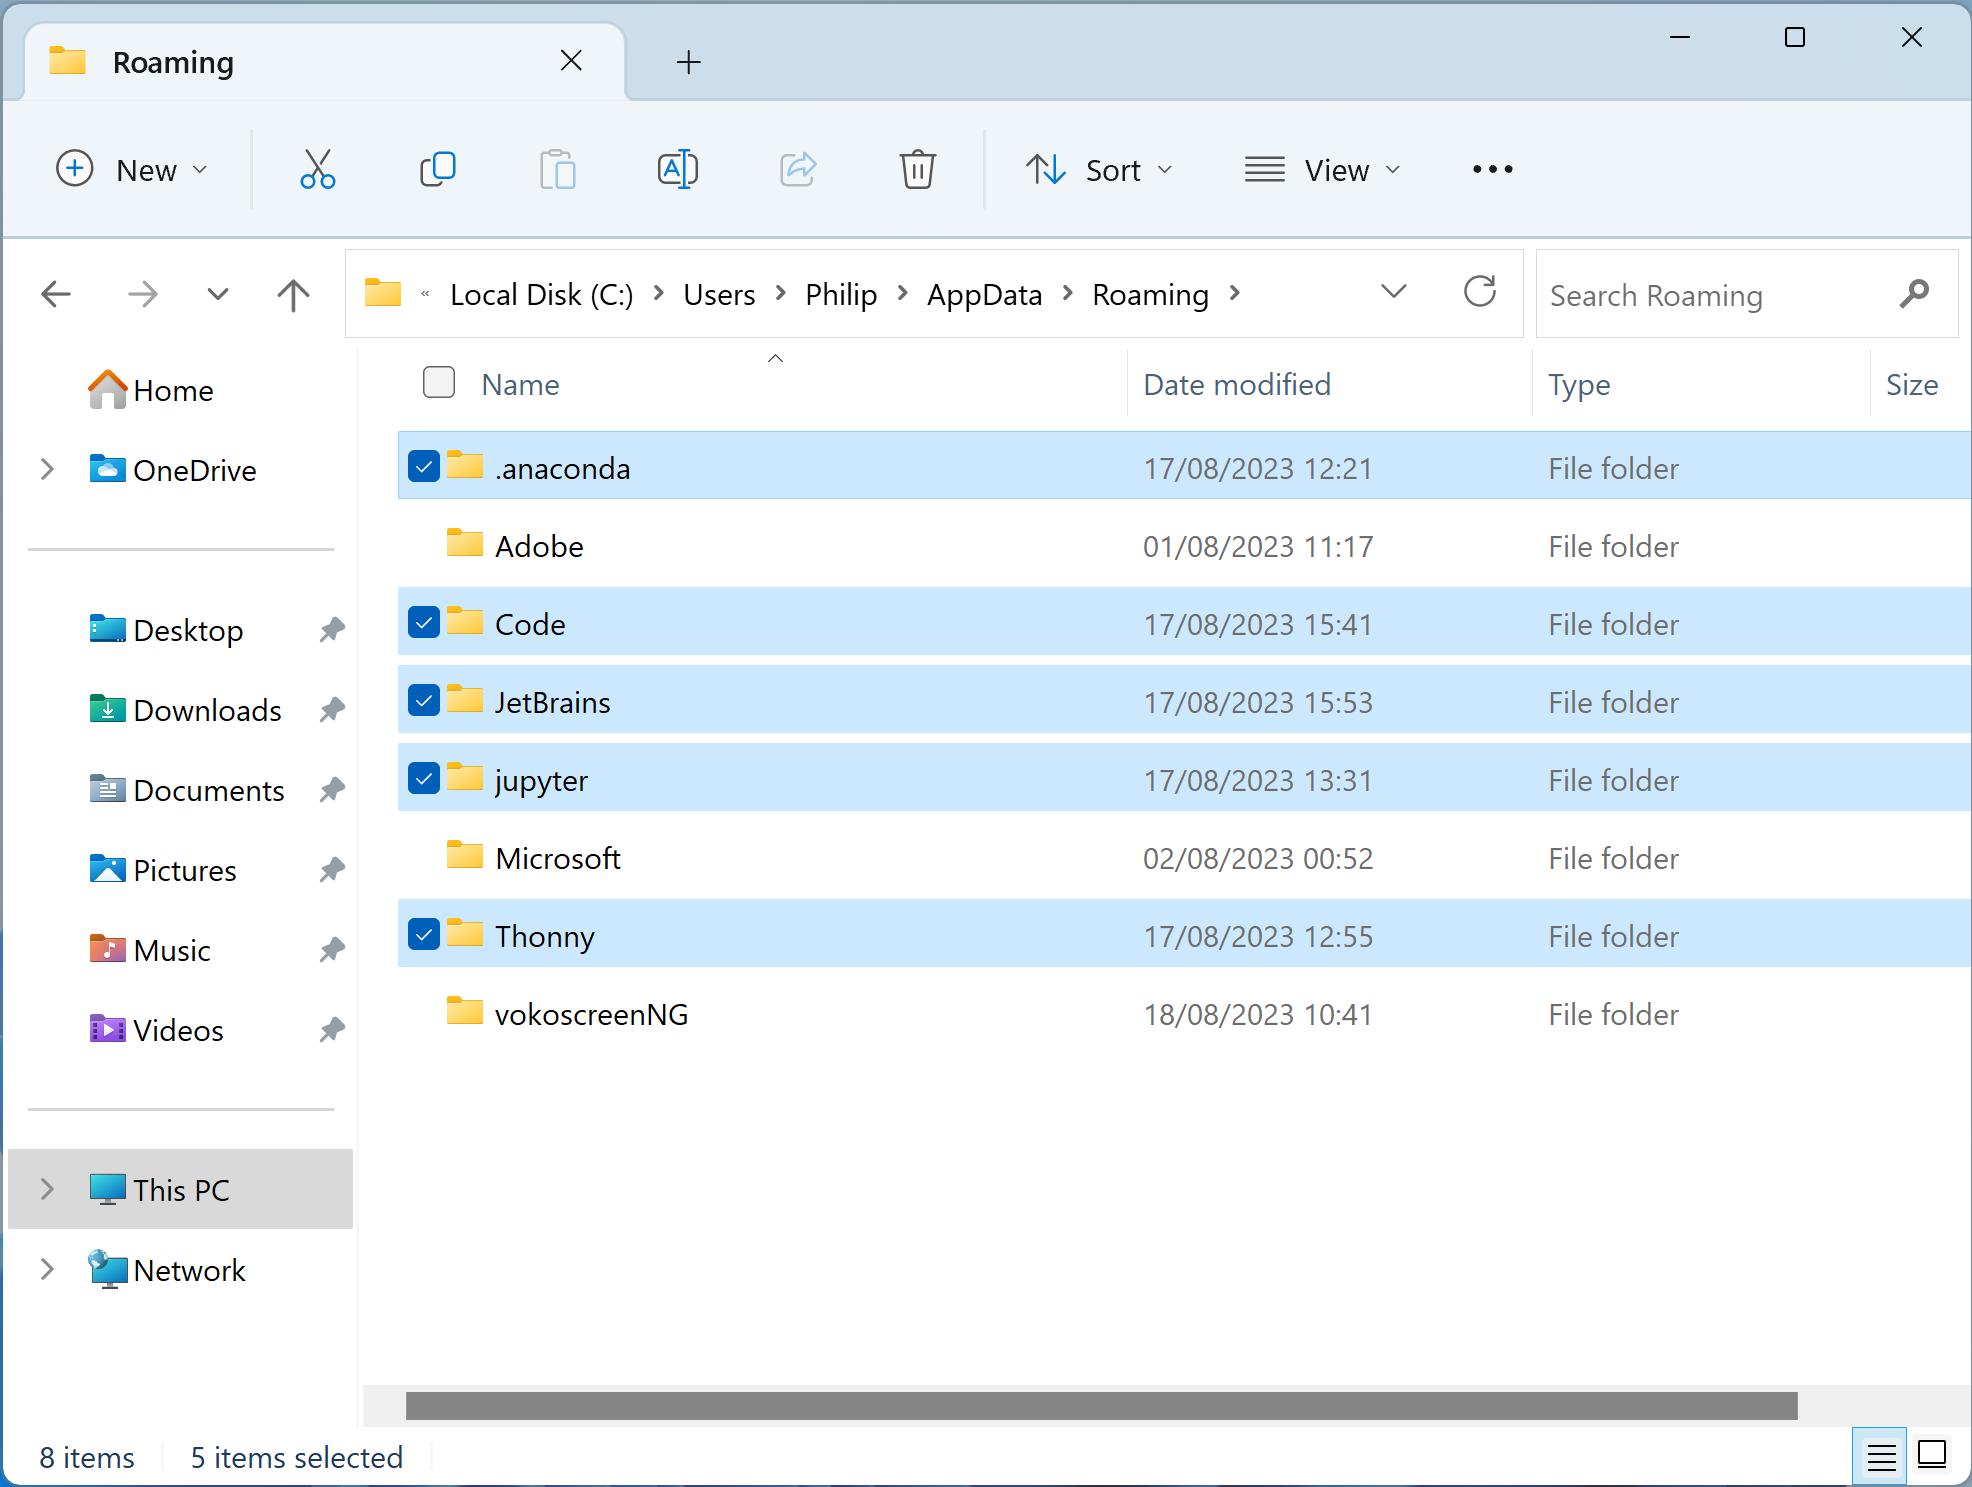 Roaming
New Sort View
« Local Disk (C:) Users Philip AppData Roaming Search Roaming
Name Date modified Type Size
Home
OneDrive
Desktop
Downloads
Documents
Pictures
Music
Videos
This PC
Network
.anaconda 17/08/2023 12:21 File folder
Adobe 01/08/2023 11:17 File folder
Code 17/08/2023 15:41 File folder
JetBrains 17/08/2023 15:53 File folder
jupyter 17/08/2023 13:31 File folder
Microsoft 02/08/2023 00:52 File folder
Thonny 17/08/2023 12:55 File folder
vokoscreenNG 18/08/2023 10:41 File folder
8 items 5 items selected